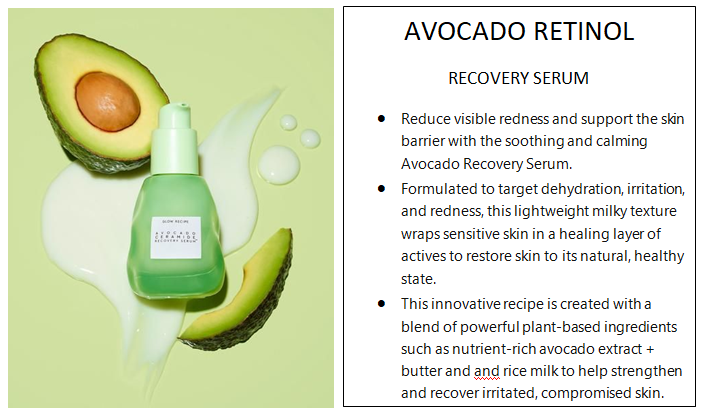 GLOW RECIPE
AVOCADO
CERAMIDE
RECOVERY SERUM
AVOCADO RETINOL
RECOVERY SERUM
● Reduce visible redness and support the skin
barrier with the soothing and calming
Avocado Recovery Serum.
● Formulated to target dehydration, irritation,
and redness, this lightweight milky texture
wraps sensitive skin in a healing layer of
actives to restore skin to its natural, healthy
state.
● This innovative recipe is created with a
blend of powerful plant-based ingredients
such as nutrient-rich avocado extract +
butter and and rice milk to help strengthen
and recover irritated, compromised skin.